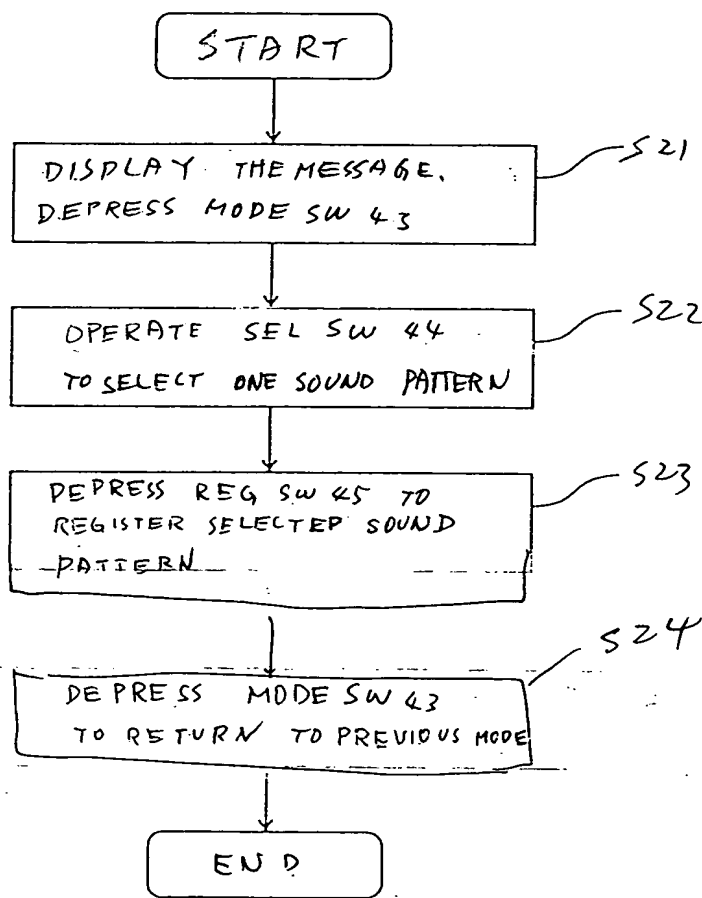 START
DISPLAY THE MESSAGE.
DEPRESS MODE SW 43
S21
OPERATE SEL SW 44
TO SELECT ONE SOUND PATTERN
S22
DEPRESS REG SW 45 TO
REGISTER SELECTED SOUND
PATTERN
S23
DEPRESS MODE SW 43
TO RETURN TO PREVIOUS MODE
S24
END